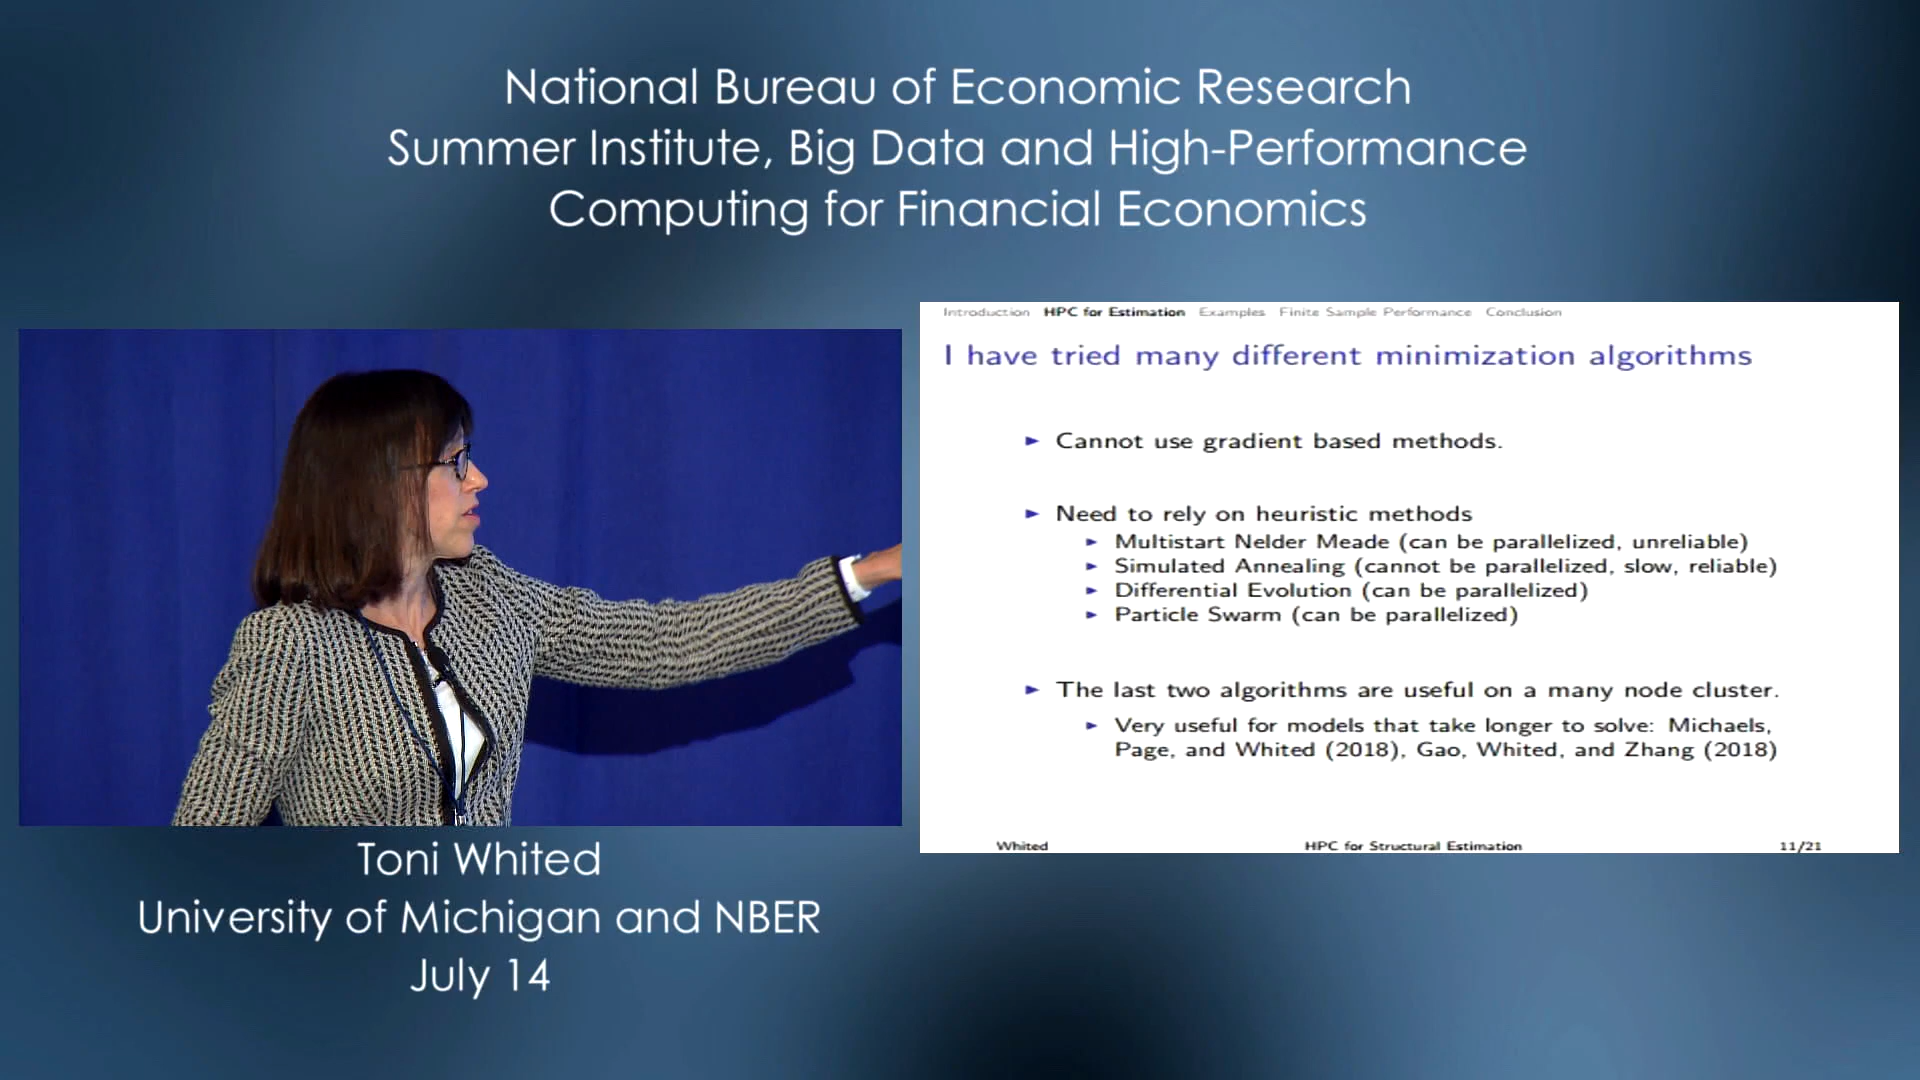 National Bureau of Economic Research
Summer Institute, Big Data and High-Performance
Computing for Financial Economics
Introduction HPC for Estimation Examples Finite Sample Performance Conclusion
I have tried many different minimization algorithms
► Cannot use gradient based methods.
► Need to rely on heuristic methods
► Multistart Nelder Meade (can be parallelized, unreliable)
► Simulated Annealing (cannot be parallelized, slow, reliable)
► Differential Evolution (can be parallelized)
► Particle Swarm (can be parallelized)
► The last two algorithms are useful on a many node cluster.
► Very useful for models that take longer to solve: Michaels,
Page, and Whited (2018), Gao, Whited, and Zhang (2018)
Whited HPC for Structural Estimation 11/21
Toni Whited
University of Michigan and NBER
July 14